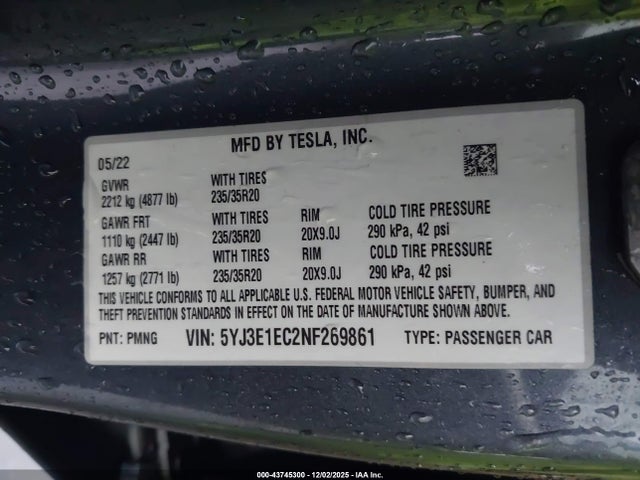 MFD BY TESLA, INC.
05/22
GVWR WITH TIRES
2212 kg (4877 lb) 235/35R20
GAWR FRT WITH TIRES RIM COLD TIRE PRESSURE
1110 kg (2447 lb) 235/35R20 20X9.0J 290 kPa, 42 psi
GAWR RR WITH TIRES RIM COLD TIRE PRESSURE
1257 kg (2771 lb) 235/35R20 20X9.0J 290 kPa, 42 psi
THIS VEHICLE CONFORMS TO ALL APPLICABLE U.S. FEDERAL MOTOR VEHICLE SAFETY, BUMPER, AND
THEFT PREVENTION STANDARDS IN EFFECT ON THE DATE OF MANUFACTURE SHOWN ABOVE.
PNT: PMNG VIN: 5YJ3E1EC2NF269861 TYPE: PASSENGER CAR
000-43745300 - 12/02/2025 - IAA Inc.